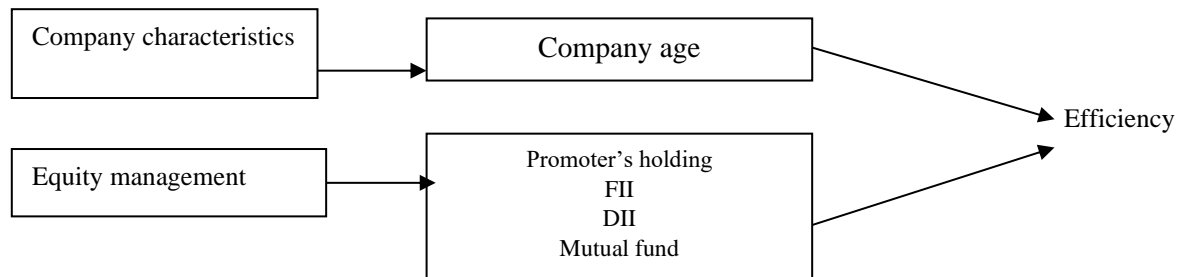 Company characteristics
Company age
Efficiency
Equity management
Promoter’s holding
FII
DII
Mutual fund